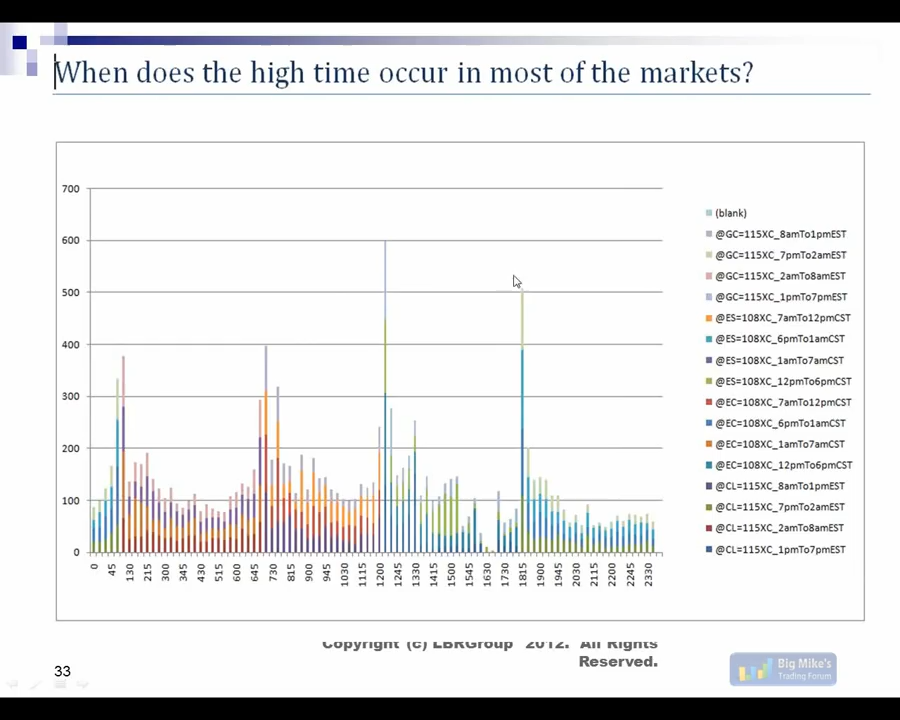 When does the high time occur in most of the markets?
700
600
500
400
300
200
100
0
0 45 130 215 300 345 430 515 600 645 730 815 900 945 1030 1115 1200 1245 1330 1415 1500 1545 1630 1730 1815 1900 1945 2030 2115 2200 2245 2330
(blank)
@GC=115XC_8amTo1pmEST
@GC=115XC_7pmTo2amEST
@GC=115XC_2amTo8amEST
@GC=115XC_1pmTo7pmEST
@ES=108XC_7amTo12pmCST
@ES=108XC_6pmTo1amCST
@ES=108XC_1amTo7amCST
@ES=108XC_12pmTo6pmCST
@EC=108XC_7amTo12pmCST
@EC=108XC_6pmTo1amCST
@EC=108XC_1amTo7amCST
@EC=108XC_12pmTo6pmCST
@CL=115XC_8amTo1pmEST
@CL=115XC_7pmTo2amEST
@CL=115XC_2amTo8amEST
@CL=115XC_1pmTo7pmEST
Copyright (c) LBRGroup 2012. All Rights
Reserved.
33
Big Mike's
Trading Forum